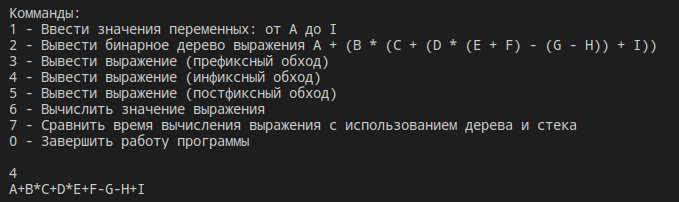 Комманды:
1 - Ввести значения переменных: от A до I
2 - Вывести бинарное дерево выражения A + (B * (C + (D * (E + F) - (G - H)) + I))
3 - Вывести выражение (префиксный обход)
4 - Вывести выражение (инфиксный обход)
5 - Вывести выражение (постфиксный обход)
6 - Вычислить значение выражения
7 - Сравнить время вычисления выражения с использованием дерева и стека
0 - Завершить работу программы
4
A+B*C+D*E+F-G-H+I